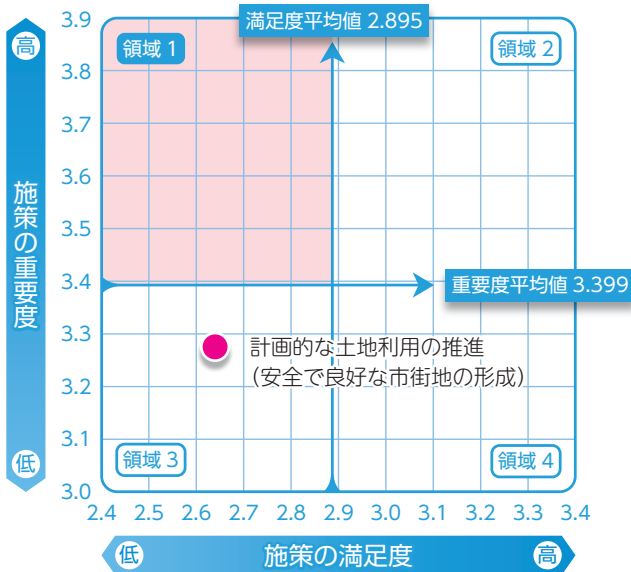 満足度平均値 2.895
領域 1
領域 2
高
施策の重要度
低
3.9
3.8
3.7
3.6
3.5
3.4
3.3
3.2
3.1
3.0
重要度平均値 3.399
計画的な土地利用の推進
(安全で良好な市街地の形成)
領域 3
領域 4
2.4 2.5 2.6 2.7 2.8 2.9 3.0 3.1 3.2 3.3 3.4
低 施策の満足度 高